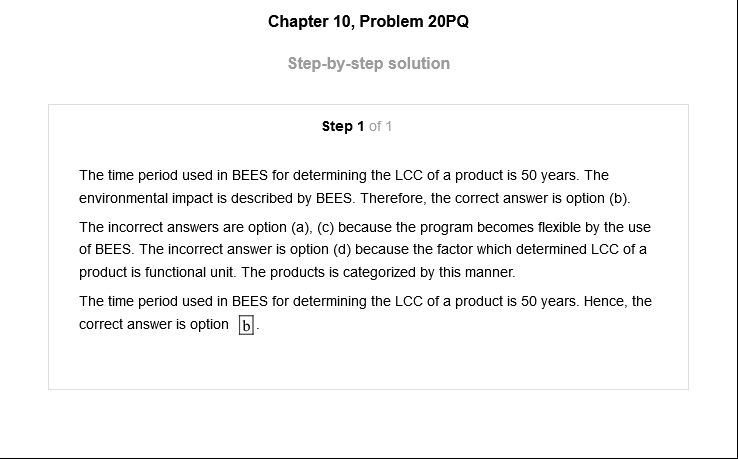 Chapter 10, Problem 20PQ
Step-by-step solution
Step 1 of 1
The time period used in BEES for determining the LCC of a product is 50 years. The
environmental impact is described by BEES. Therefore, the correct answer is option (b).
The incorrect answers are option (a), (c) because the program becomes flexible by the use
of BEES. The incorrect answer is option (d) because the factor which determined LCC of a
product is functional unit. The products is categorized by this manner.
The time period used in BEES for determining the LCC of a product is 50 years. Hence, the
correct answer is option b.